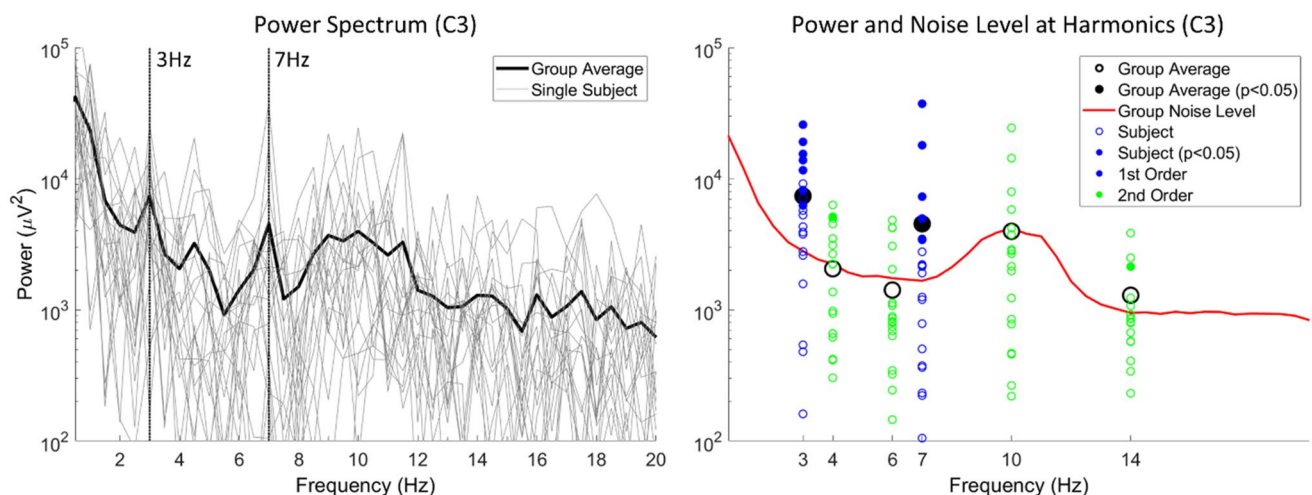 Power Spectrum (C3)
3Hz
7Hz
Group Average
Single Subject
10^5
10^4
10^3
10^2
Power (μV^2)
2 4 6 8 10 12 14 16 18 20
Frequency (Hz)
Power and Noise Level at Harmonics (C3)
Group Average
Group Average (p<0.05)
Group Noise Level
Subject
Subject (p<0.05)
1st Order
2nd Order
10^5
10^4
10^3
10^2
3 4 6 7 10 14
Frequency (Hz)